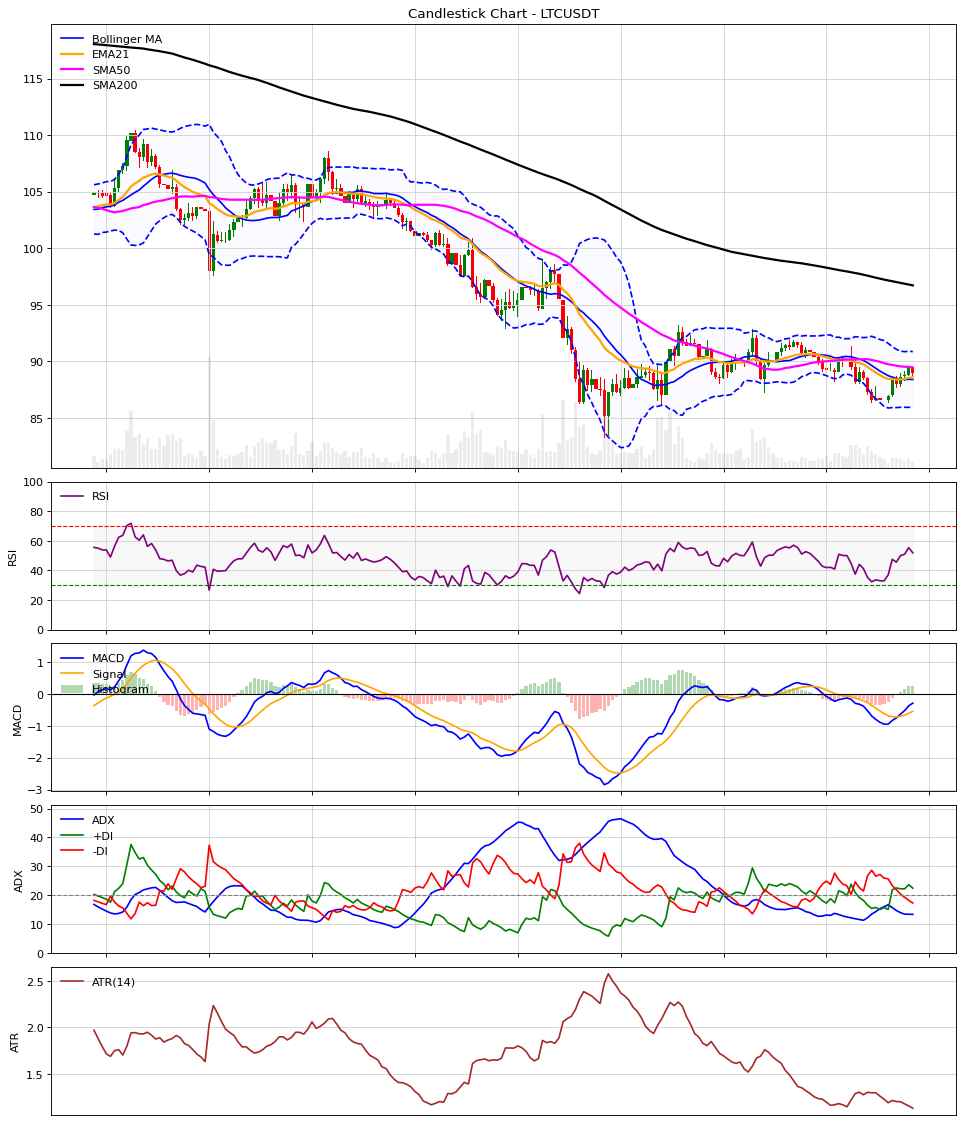 Candlestick Chart - LTCUSDT
Bollinger MA
EMA21
SMA50
SMA200
115
110
105
100
95
90
85
RSI
100
80
60
40
20
0
RSI
MACD
Signal
Histogram
1
0
−1
−2
−3
MACD
ADX
+DI
-DI
50
40
30
20
10
0
ADX
ATR(14)
2.5
2.0
1.5
ATR